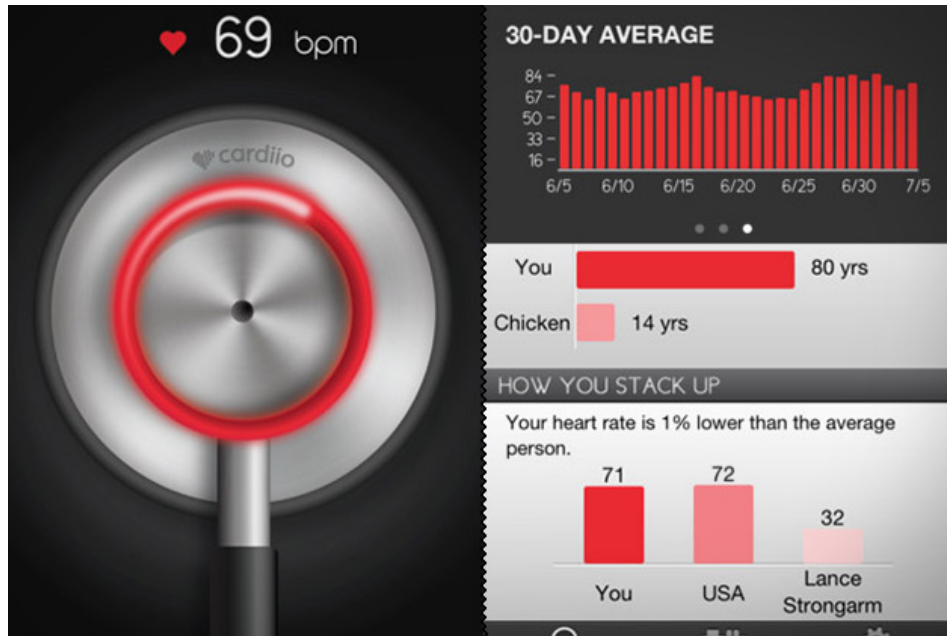 69 bpm
cardiio
30-DAY AVERAGE
84
67
50
33
16
6/5 6/10 6/15 6/20 6/25 6/30 7/5
You 80 yrs
Chicken 14 yrs
HOW YOU STACK UP
Your heart rate is 1% lower than the average
person.
71 72 32
You USA Lance
Strongarm